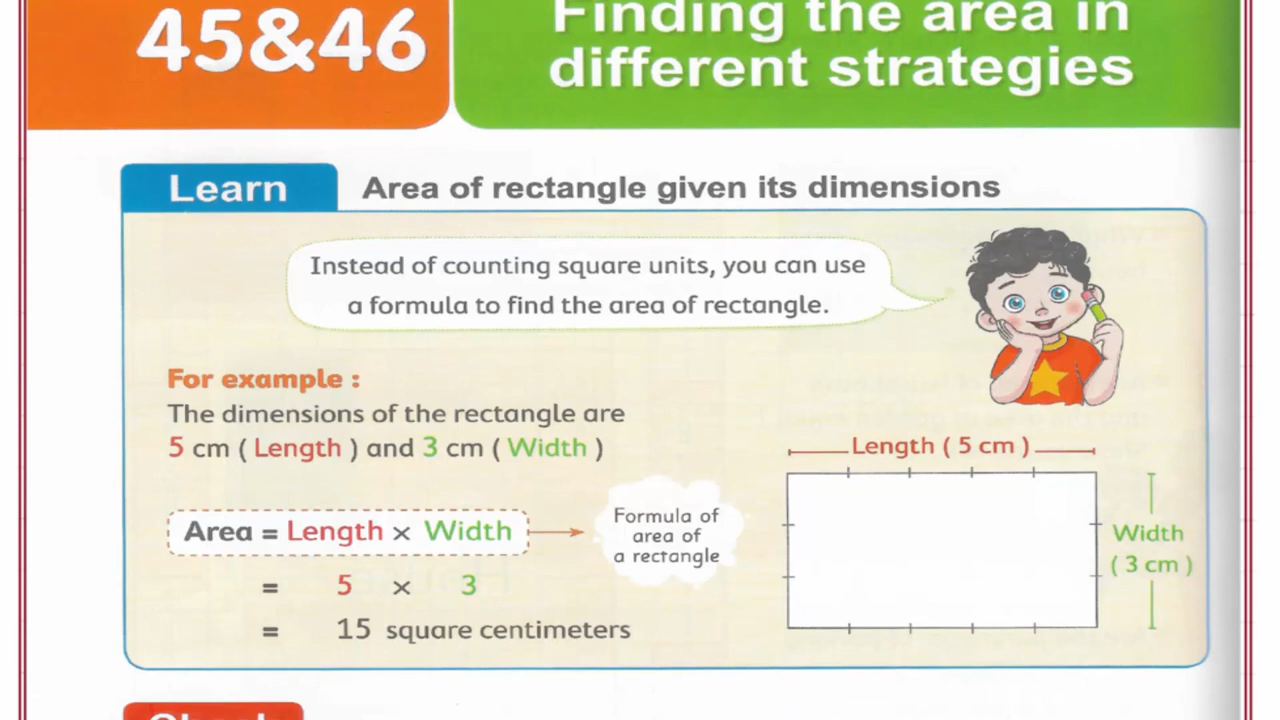 45&46
Finding the area in
different strategies
Learn
Area of rectangle given its dimensions
Instead of counting square units, you can use
a formula to find the area of rectangle.
For example :
The dimensions of the rectangle are
5 cm ( Length ) and 3 cm ( Width )
Length ( 5 cm )
Area = Length × Width
Formula of
area of
a rectangle
Width
( 3 cm )
= 5 × 3
= 15 square centimeters